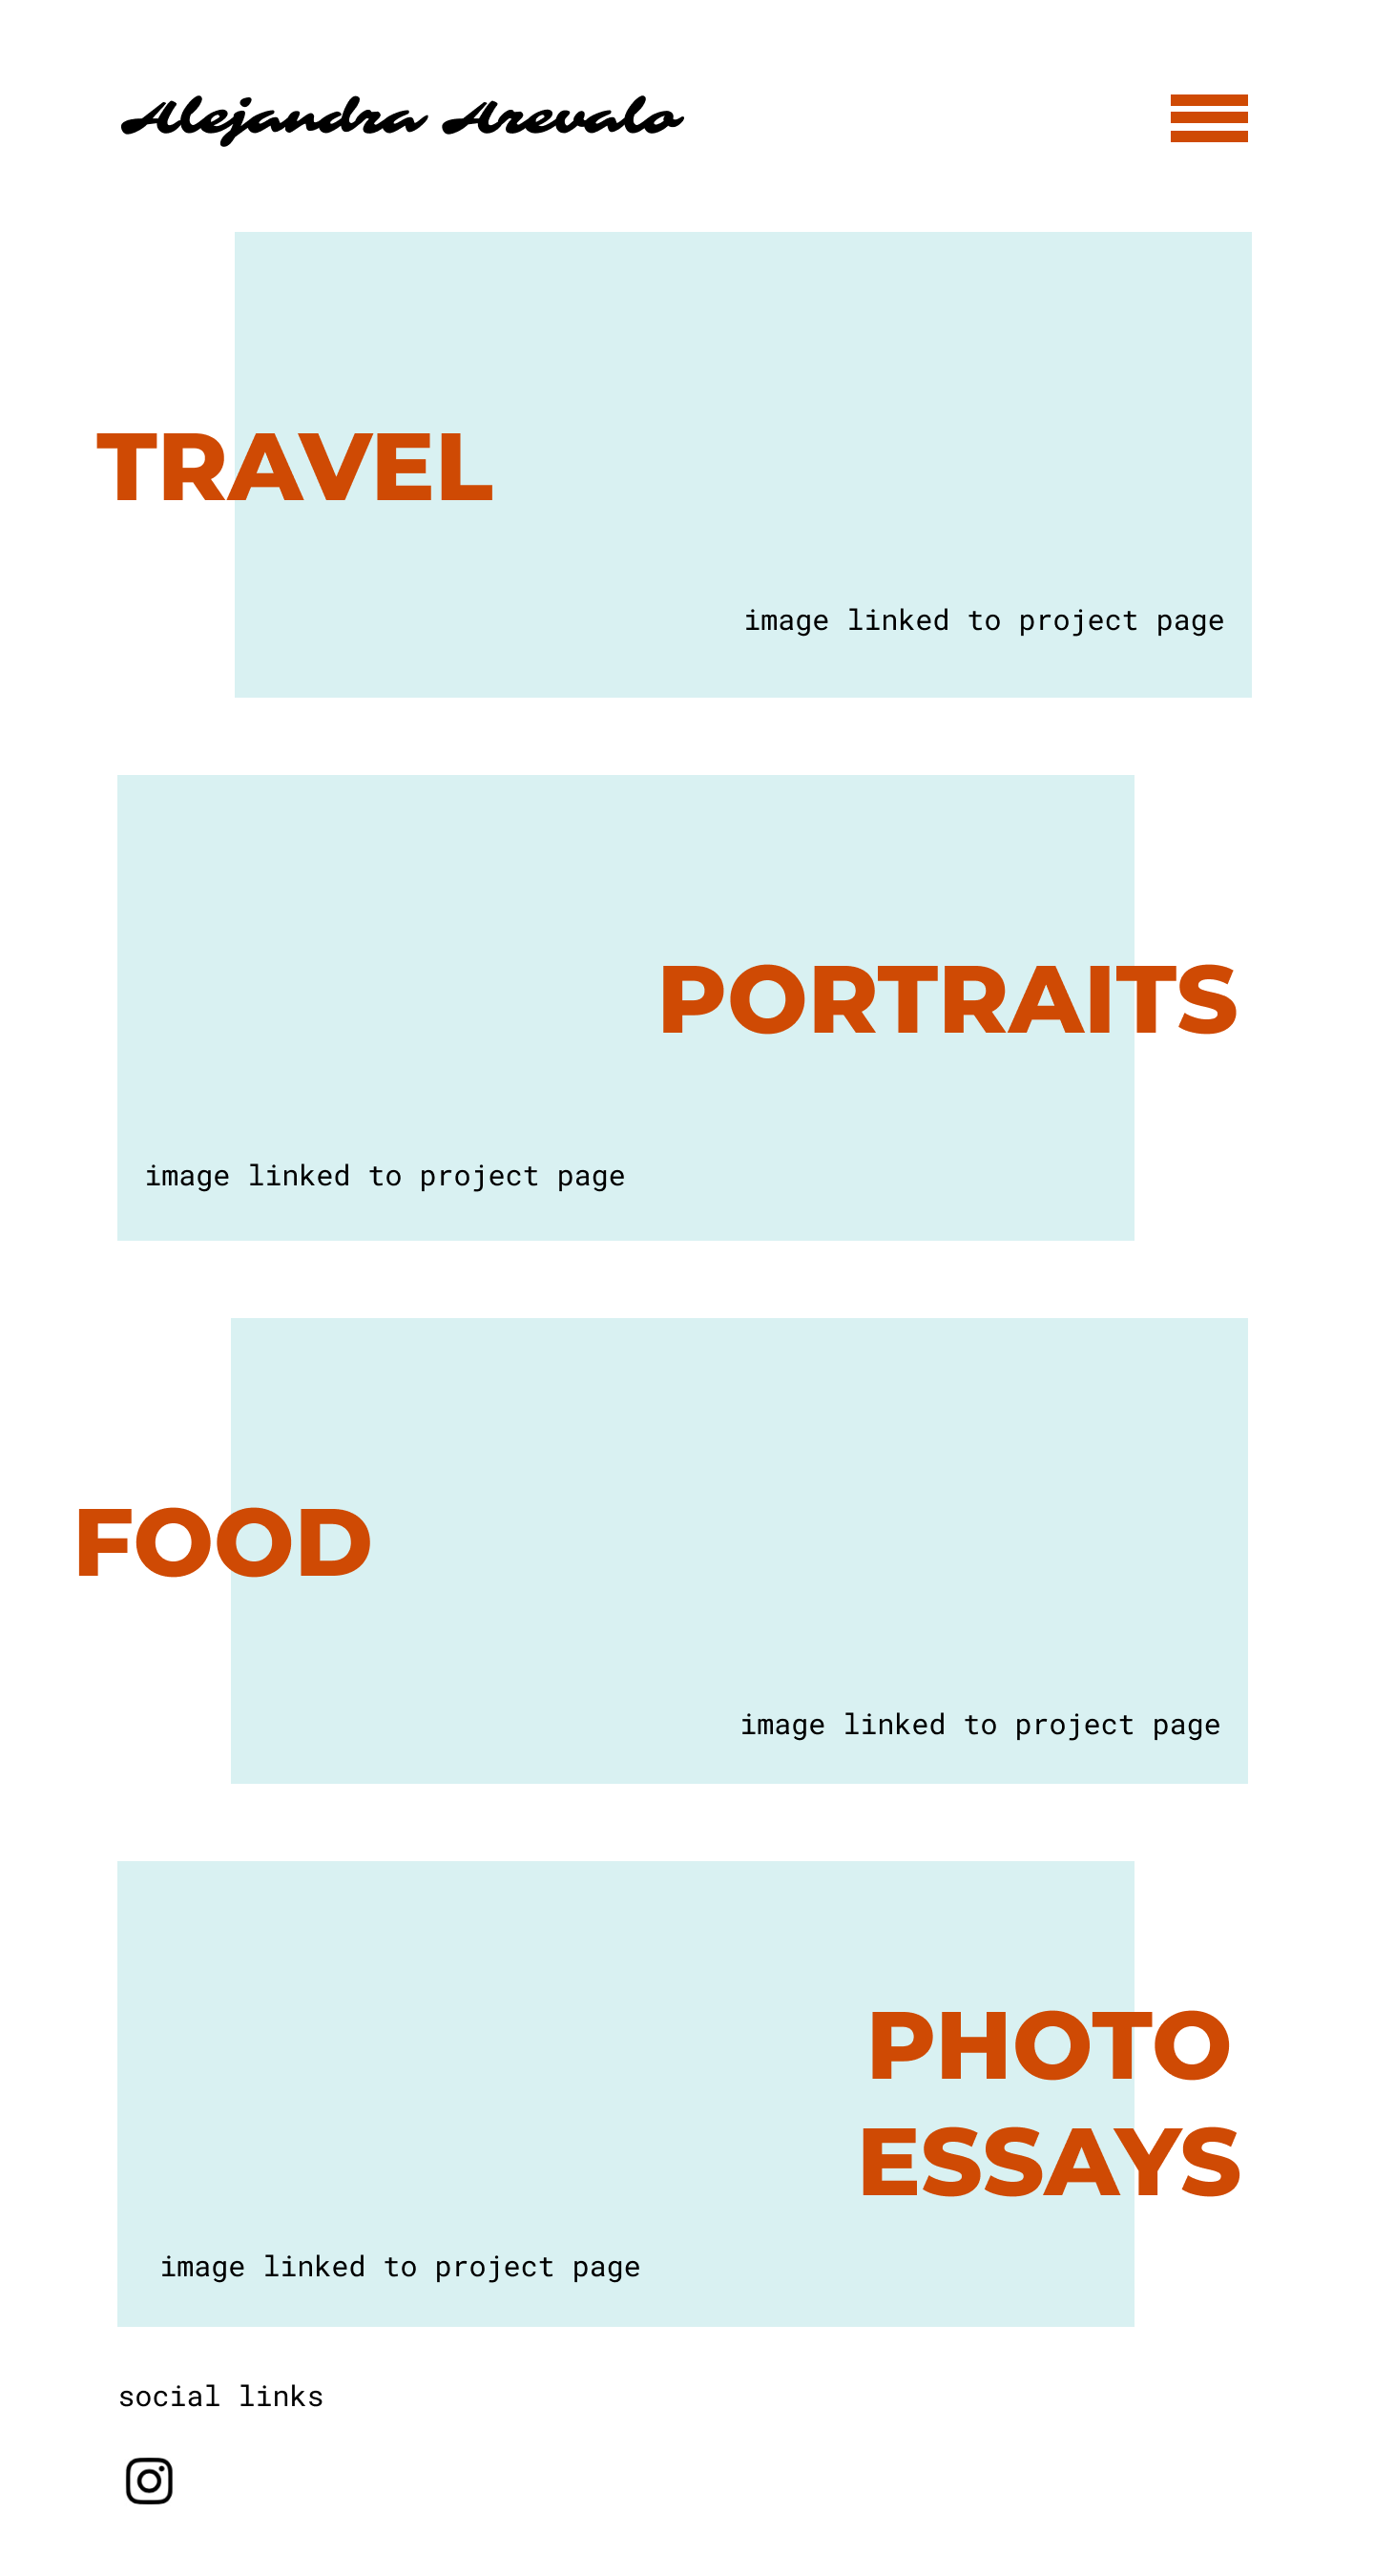 Alejandra Arevalo
TRAVEL
image linked to project page
PORTRAITS
image linked to project page
FOOD
image linked to project page
PHOTO
ESSAYS
image linked to project page
social links